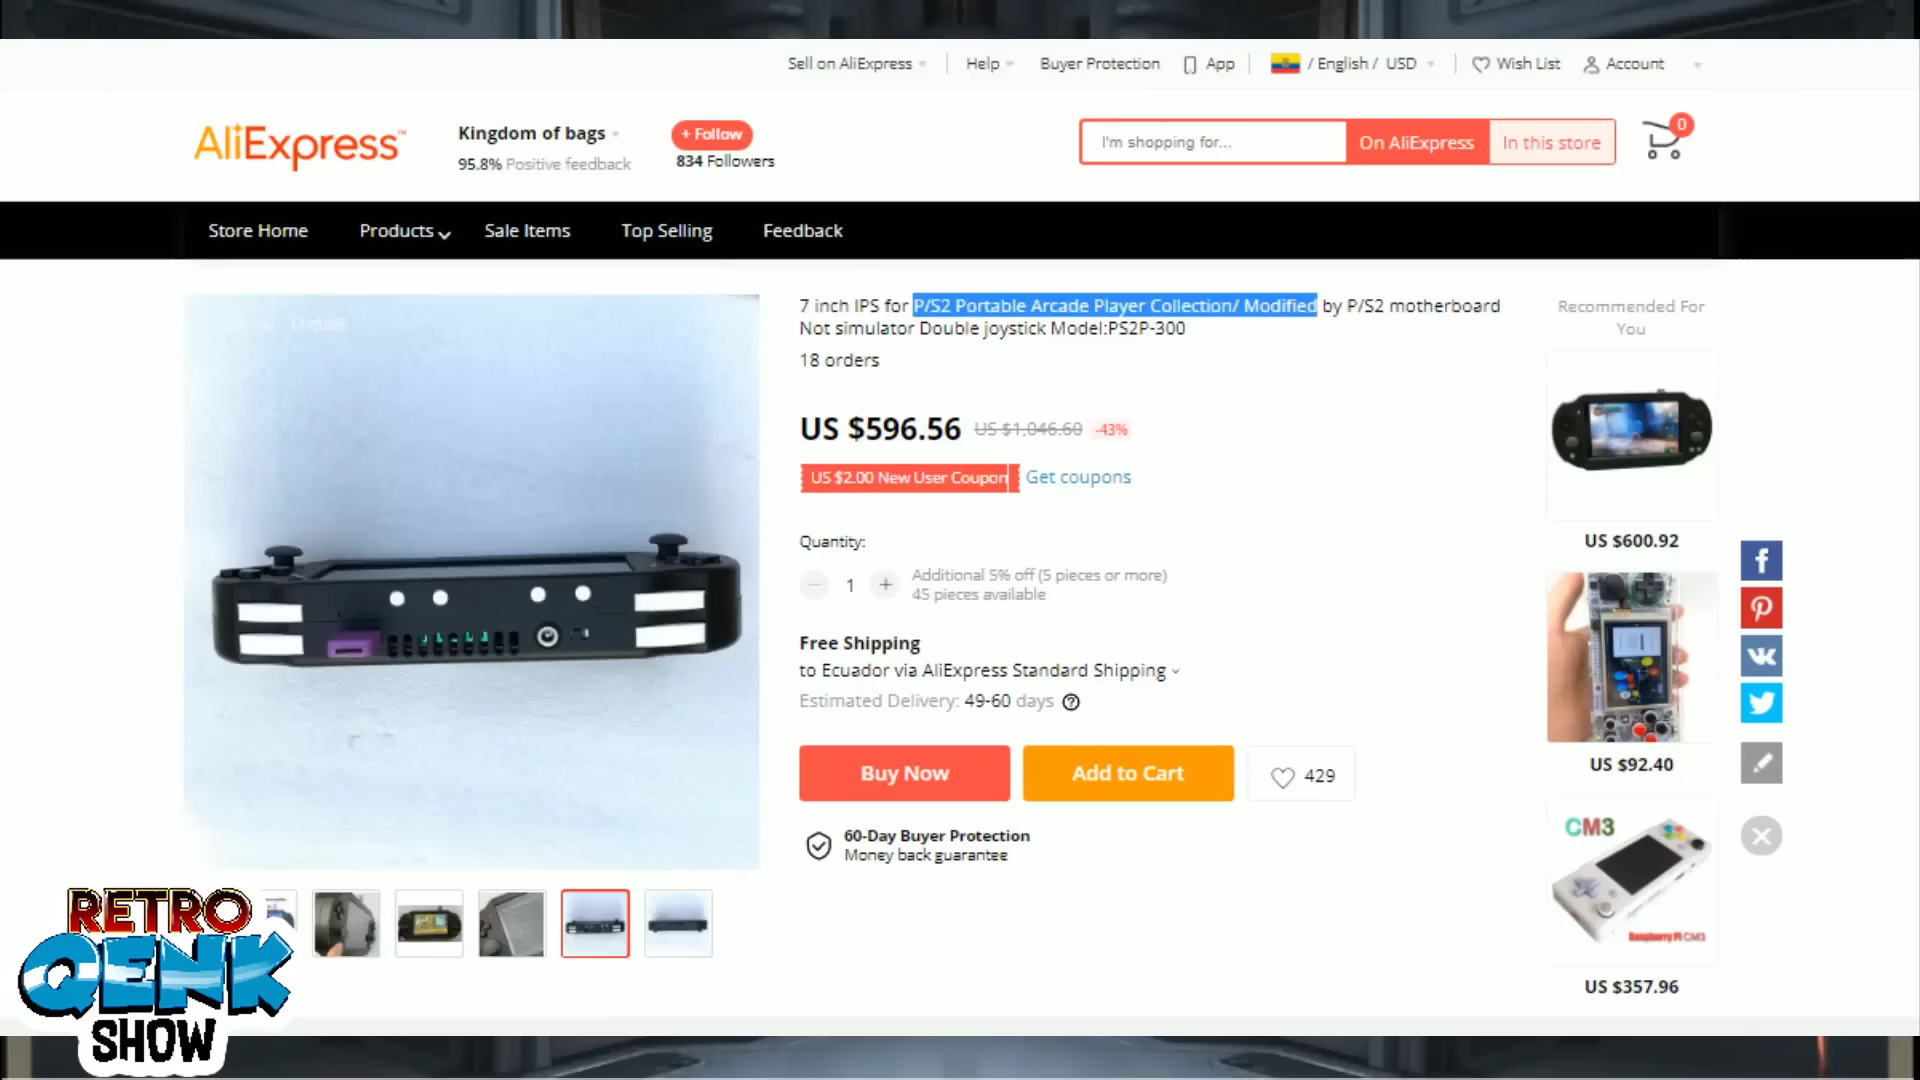 Sell on AliExpress
Help
Buyer Protection
App
/ English / USD
Wish List
Account
AliExpress™
Kingdom of bags
95.8% Positive feedback
+ Follow
834 Followers
I'm shopping for...
On AliExpress
In this store
0
Store Home
Products
Sale Items
Top Selling
Feedback
7 inch IPS for P/S2 Portable Arcade Player Collection/ Modified by P/S2 motherboard
Not simulator Double joystick Model:PS2P-300
18 orders
US $596.56 US $1,046.60 -43%
US $2.00 New User Coupon
Get coupons
Quantity:
1
Additional 5% off (5 pieces or more)
45 pieces available
Free Shipping
to Ecuador via AliExpress Standard Shipping
Estimated Delivery: 49-60 days
Buy Now
Add to Cart
429
60-Day Buyer Protection
Money back guarantee
Recommended For
You
US $600.92
US $92.40
CM3
Raspberry Pi CM3
US $357.96
RETRO
QENK
SHOW